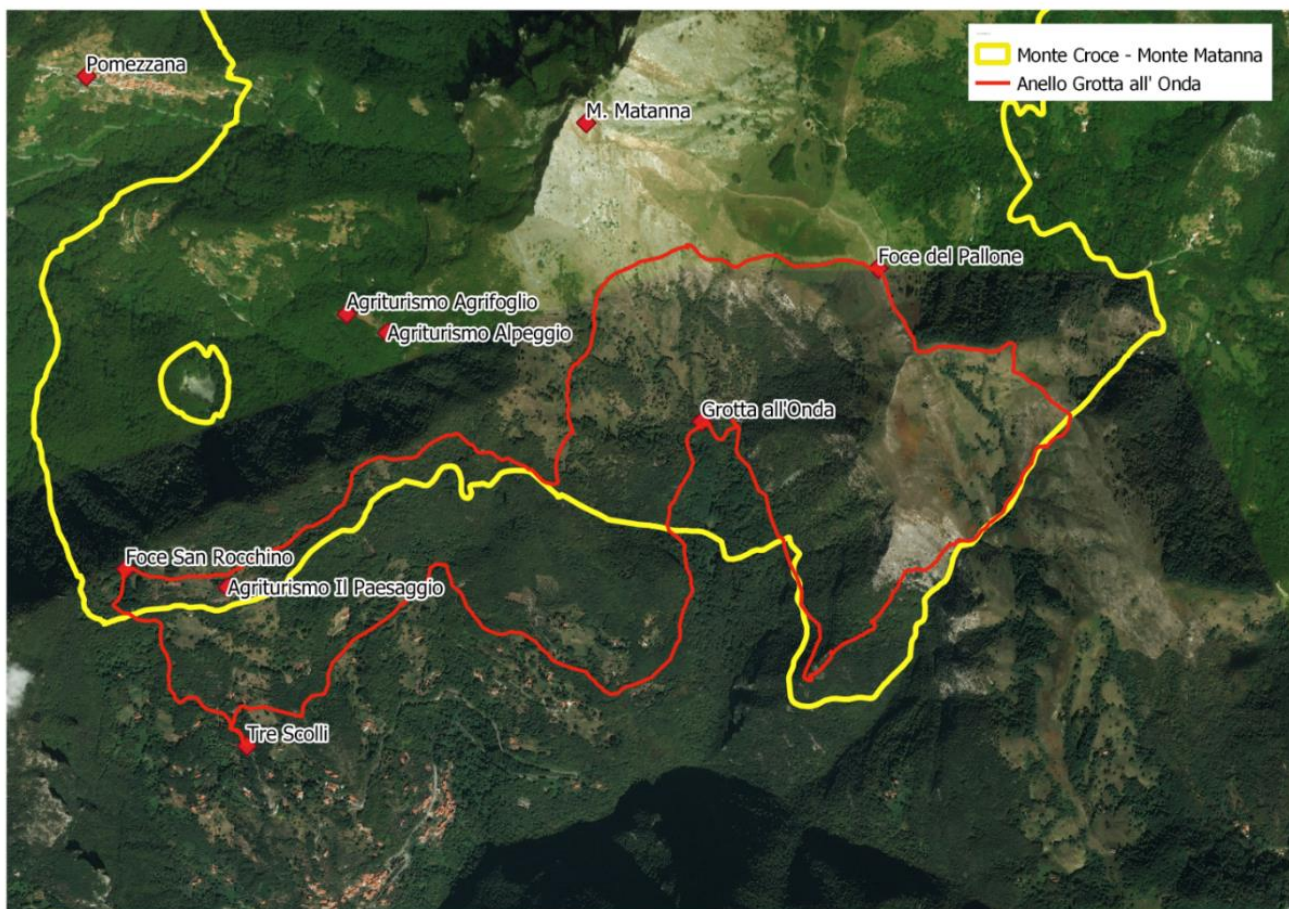 Monte Croce - Monte Matanna
Anello Grotta all' Onda
Pomezzana
M. Matanna
Foce del Pallone
Agriturismo Agrifoglio
Agriturismo Alpeggio
Grotta all'Onda
Foce San Rocchino
Agriturismo Il Paesaggio
Tre Scolli